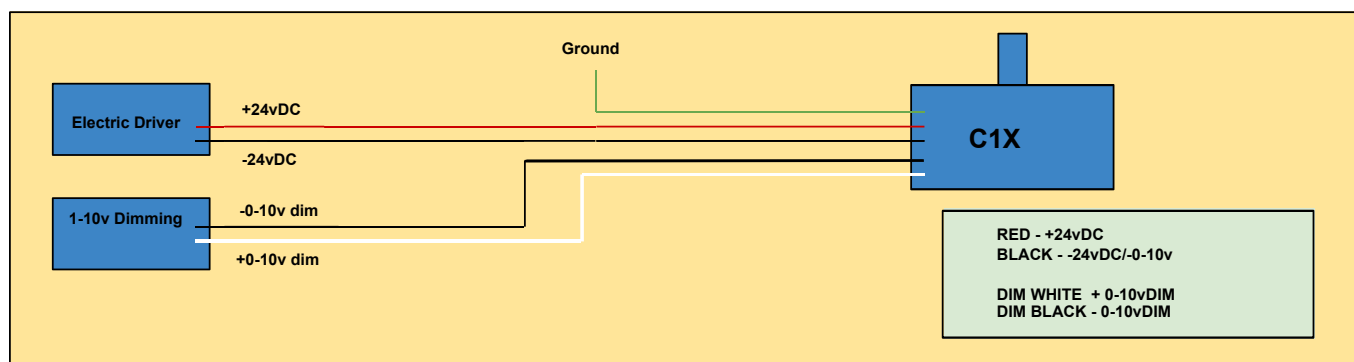 Ground
+24vDC
Electric Driver
-24vDC
C1X
-0-10v dim
1-10v Dimming
+0-10v dim
RED - +24vDC
BLACK - -24vDC/-0-10v
DIM WHITE + 0-10vDIM
DIM BLACK - 0-10vDIM